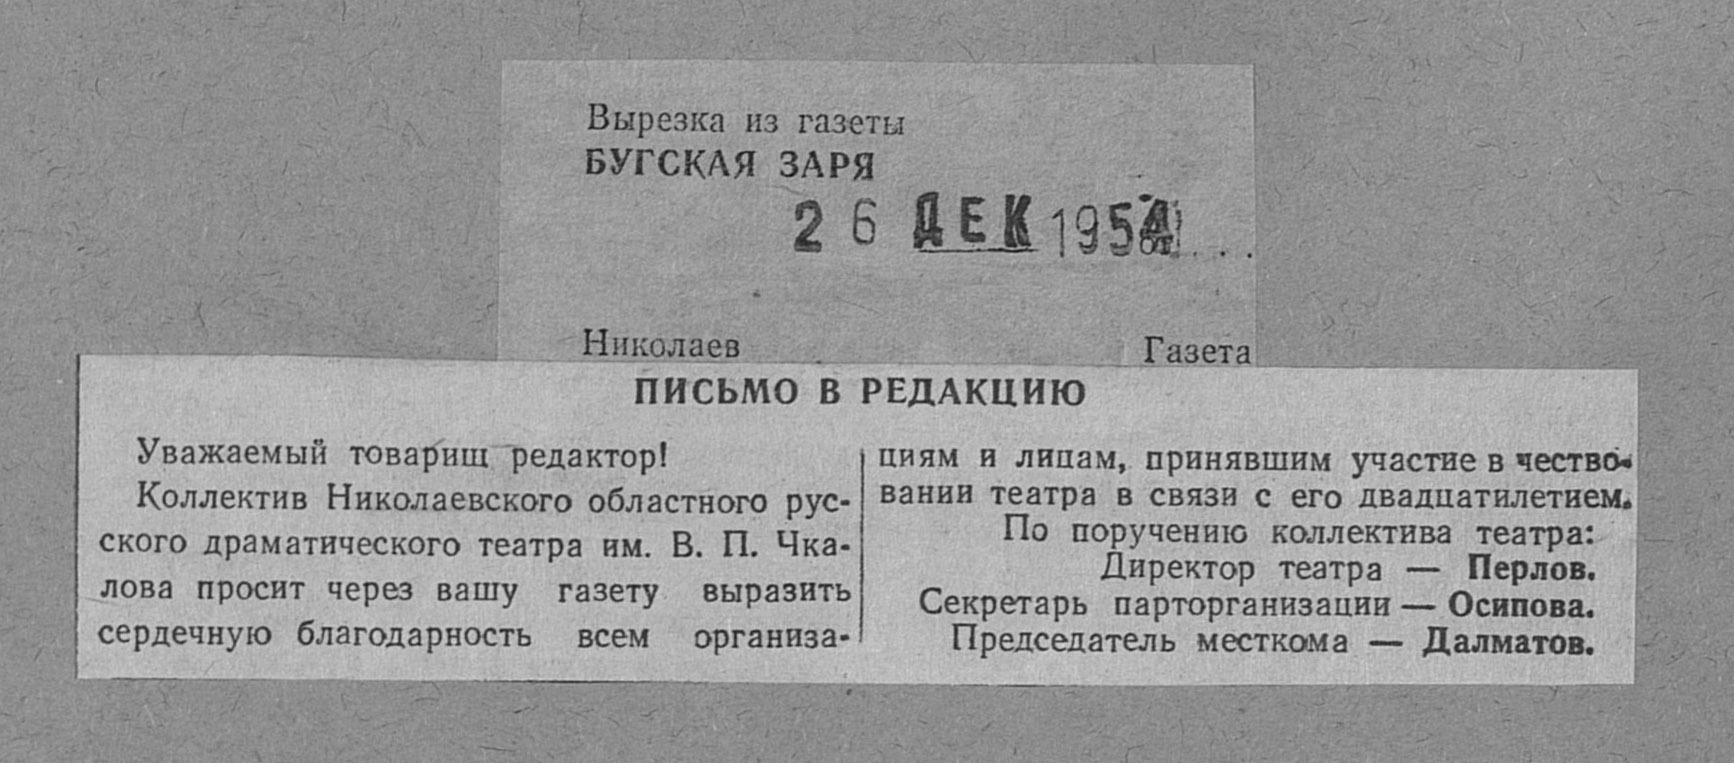 Вырезка из газеты
БУГСКАЯ ЗАРЯ
26 ДЕК 1954
Николаев Газета
ПИСЬМО В РЕДАКЦИЮ
Уважаемый товарищ редактор!
Коллектив Николаевского областного рус-
ского драматического театра им. В. П. Чка-
лова просит через вашу газету выразить
сердечную благодарность всем организа-
циям и лицам, принявшим участие в чество-
вании театра в связи с его двадцатилетием.
По поручению коллектива театра:
Директор театра — Перлов.
Секретарь парторганизации — Осипова.
Председатель месткома — Далматов.